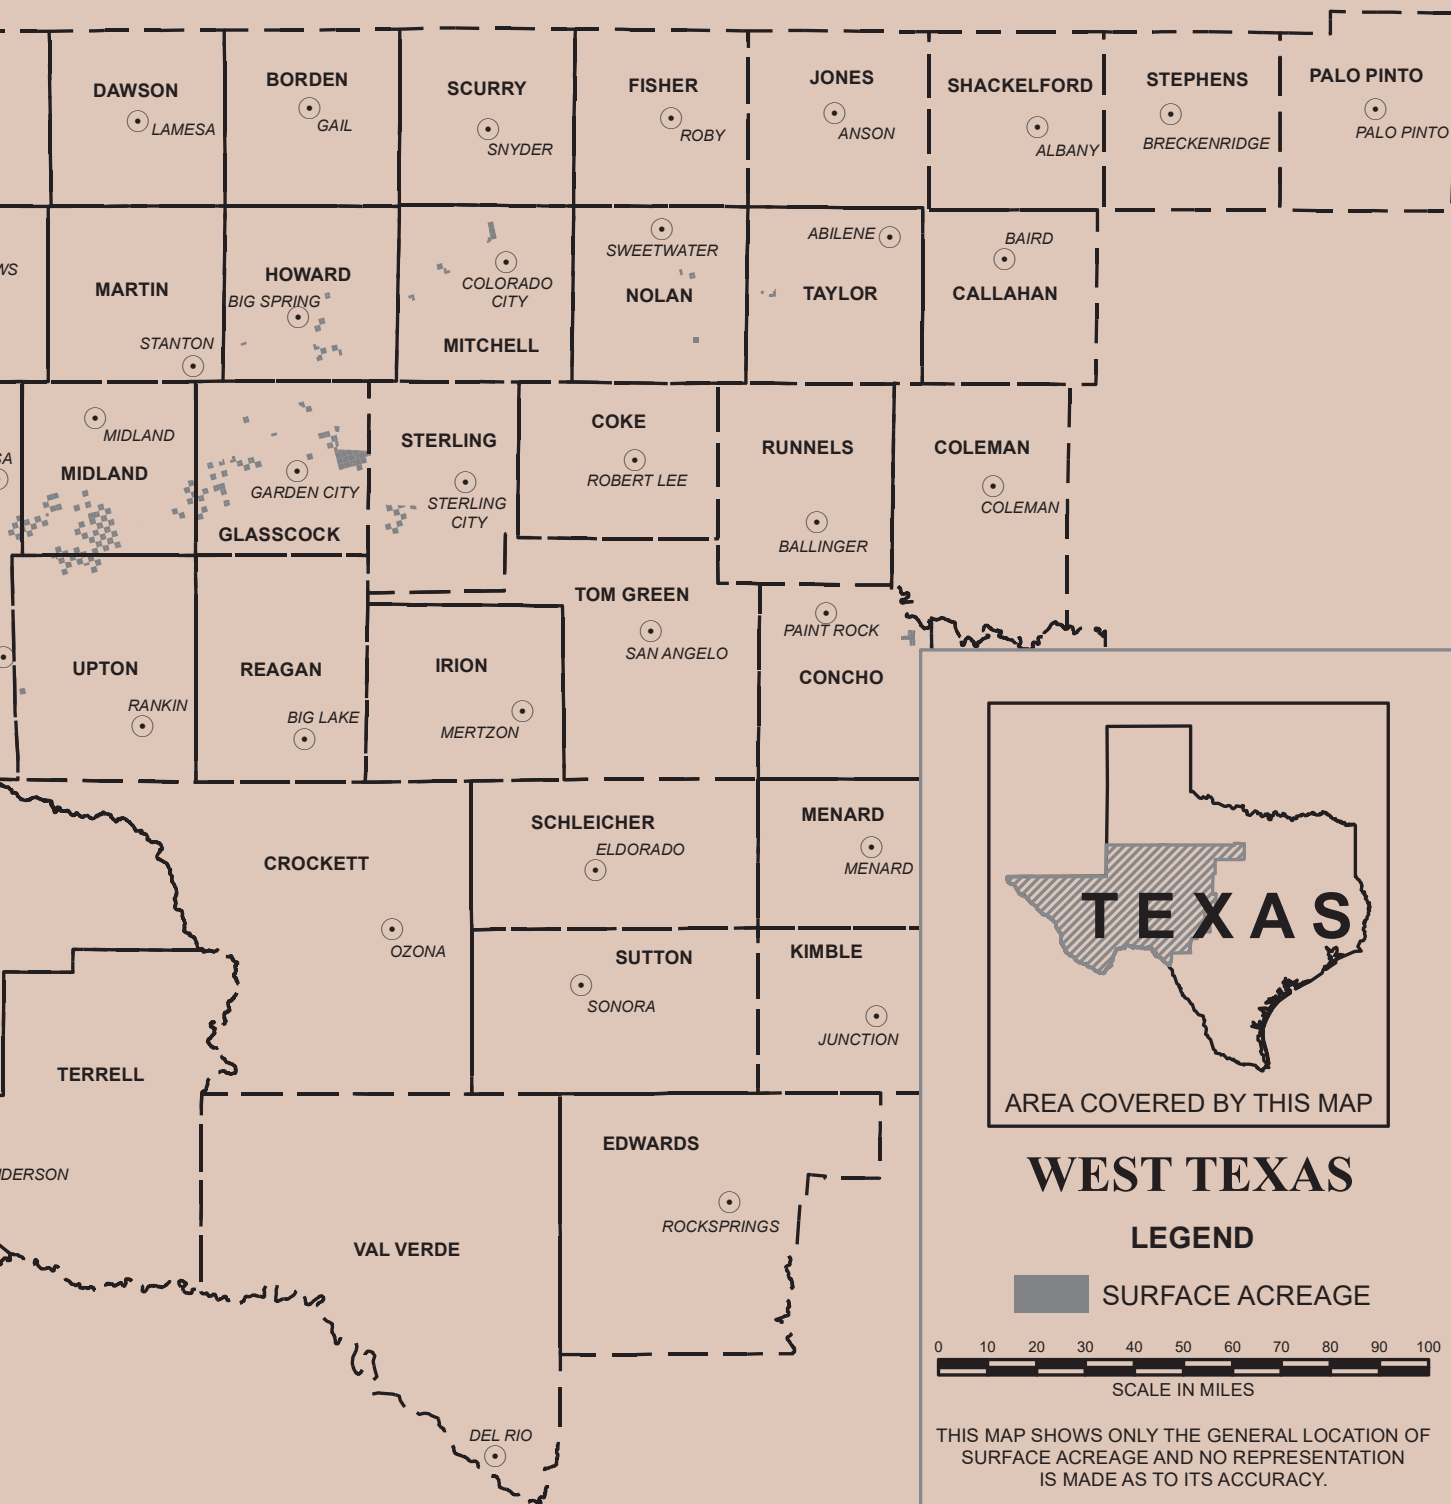 DAWSON
LAMESA
BORDEN
GAIL
SCURRY
SNYDER
FISHER
ROBY
JONES
ANSON
SHACKELFORD
ALBANY
STEPHENS
BRECKENRIDGE
PALO PINTO
PALO PINTO
WS
MARTIN
STANTON
HOWARD
BIG SPRING
COLORADO
CITY
MITCHELL
SWEETWATER
NOLAN
ABILENE
TAYLOR
BAIRD
CALLAHAN
SA
MIDLAND
MIDLAND
GARDEN CITY
GLASSCOCK
STERLING
STERLING
CITY
COKE
ROBERT LEE
RUNNELS
BALLINGER
COLEMAN
COLEMAN
UPTON
RANKIN
REAGAN
BIG LAKE
IRION
MERTZON
TOM GREEN
SAN ANGELO
PAINT ROCK
CONCHO
CROCKETT
OZONA
SCHLEICHER
ELDORADO
MENARD
MENARD
SUTTON
SONORA
KIMBLE
JUNCTION
TERRELL
DERSON
VAL VERDE
DEL RIO
EDWARDS
ROCKSPRINGS
TEXAS
AREA COVERED BY THIS MAP
WEST TEXAS
LEGEND
SURFACE ACREAGE
0 10 20 30 40 50 60 70 80 90 100
SCALE IN MILES
THIS MAP SHOWS ONLY THE GENERAL LOCATION OF
SURFACE ACREAGE AND NO REPRESENTATION
IS MADE AS TO ITS ACCURACY.